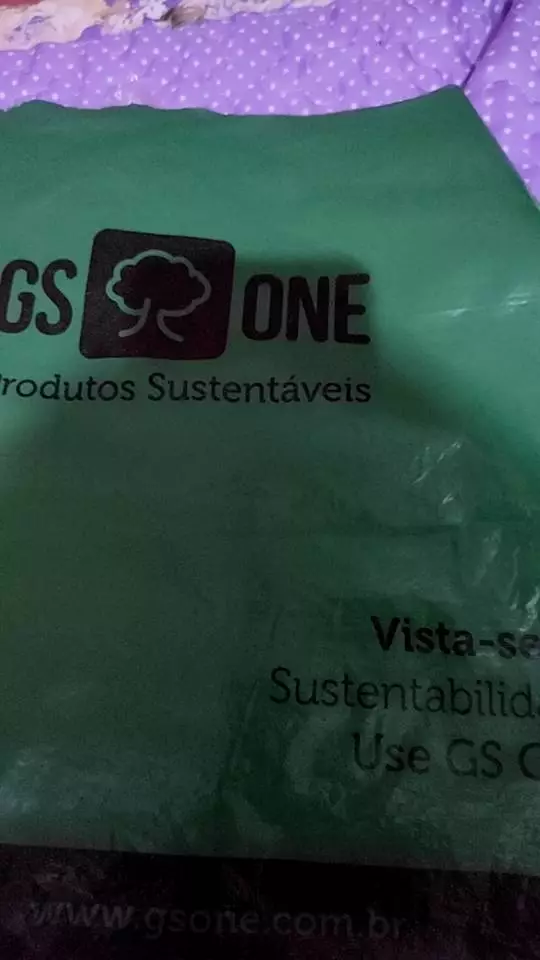 GS ONE
Produtos Sustentáveis
Vista-se
Sustentabilida
Use GS
www.gsone.com.br